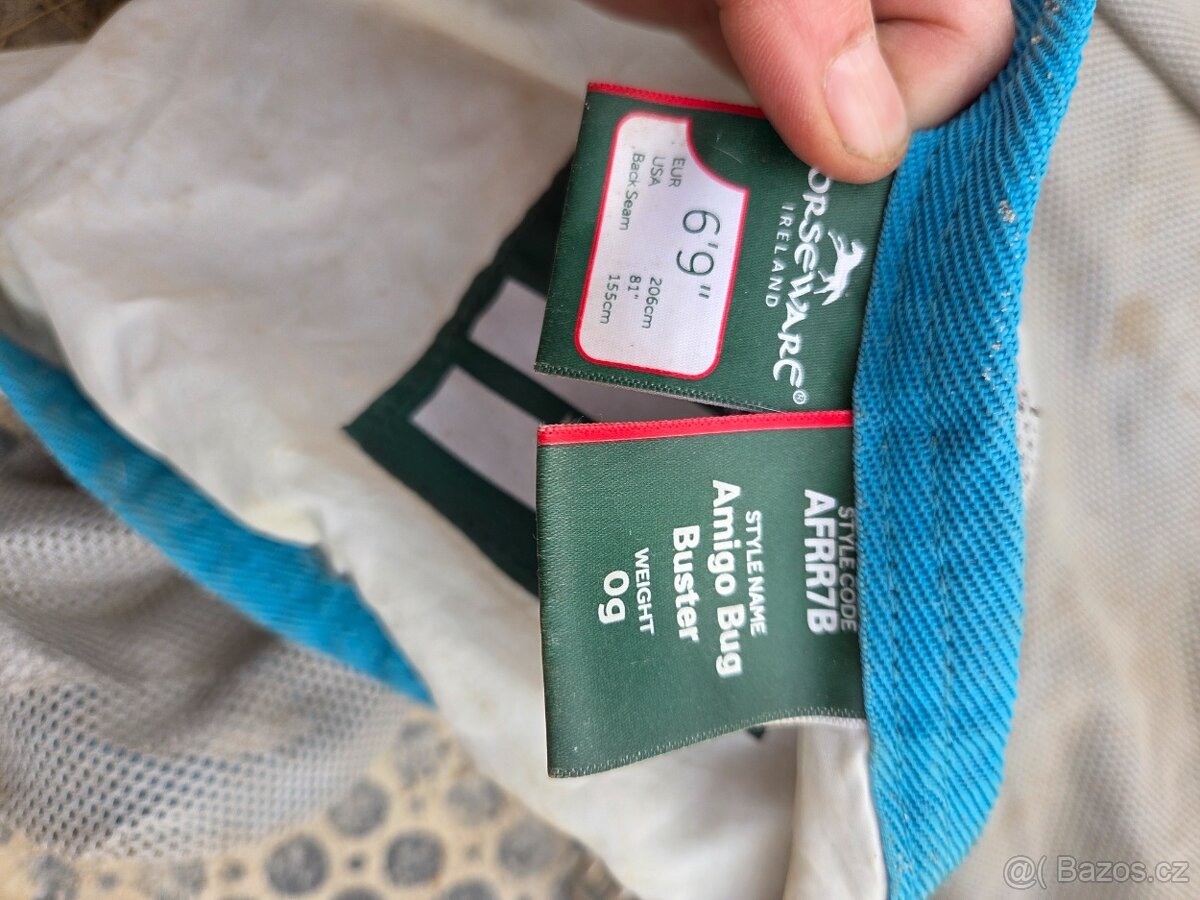 ORSEWARE®
IRELAND
6'9"
EUR 206cm
USA 81"
Back Seam 155cm
STYLE CODE
AFRR7B
STYLE NAME
Amigo Bug
Buster
WEIGHT
0g
@( Bazos.cz